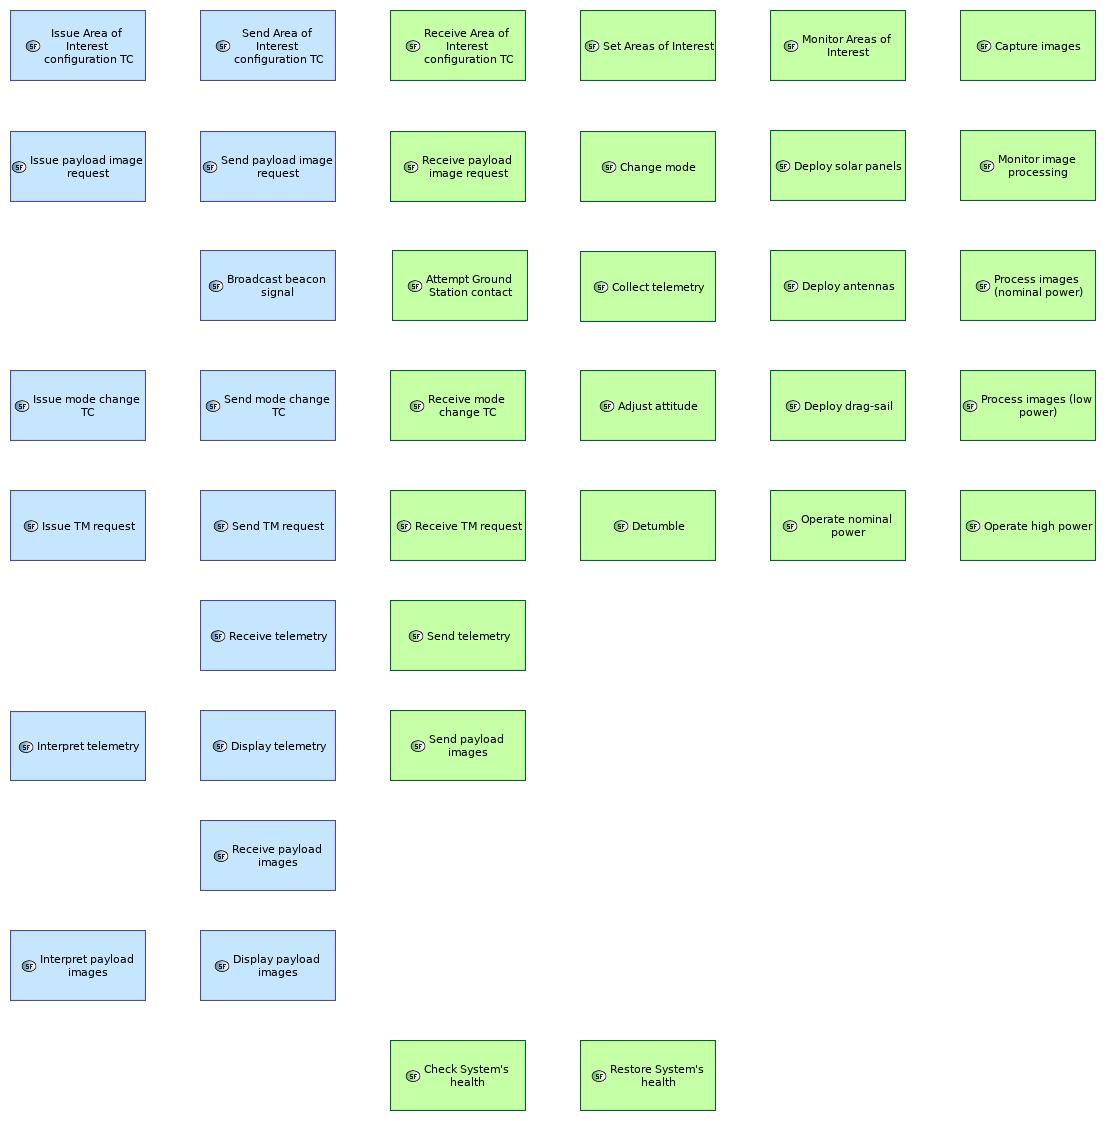 SF Issue Area of
Interest
configuration TC
SF Send Area of
Interest
configuration TC
SF Receive Area of
Interest
configuration TC
SF Set Areas of Interest
SF Monitor Areas of
Interest
SF Capture images
SF Issue payload image
request
SF Send payload image
request
SF Receive payload
image request
SF Change mode
SF Deploy solar panels
SF Monitor image
processing
SF Broadcast beacon
signal
SF Attempt Ground
Station contact
SF Collect telemetry
SF Deploy antennas
SF Process images
(nominal power)
SF Issue mode change
TC
SF Send mode change
TC
SF Receive mode
change TC
SF Adjust attitude
SF Deploy drag-sail
SF Process images (low
power)
SF Issue TM request
SF Send TM request
SF Receive TM request
SF Detumble
SF Operate nominal
power
SF Operate high power
SF Receive telemetry
SF Send telemetry
SF Interpret telemetry
SF Display telemetry
SF Send payload
images
SF Receive payload
images
SF Interpret payload
images
SF Display payload
images
SF Check System's
health
SF Restore System's
health